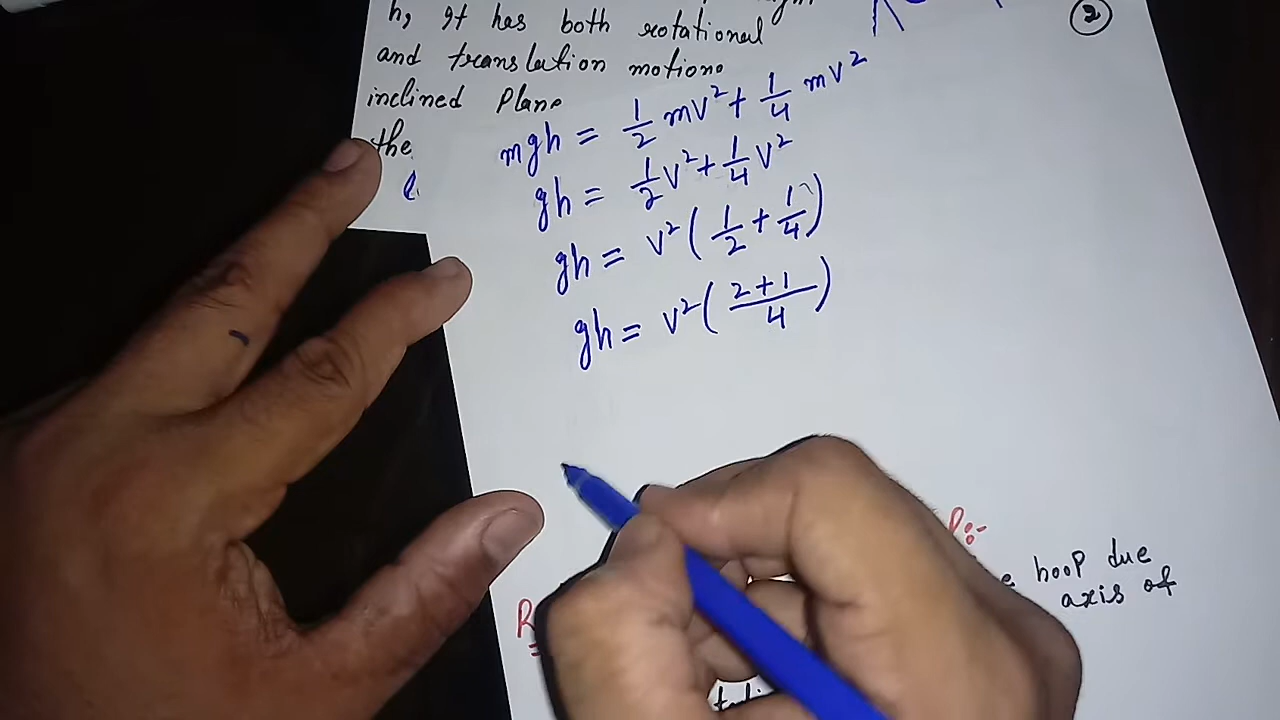 h, It has both rotational
②
and translation motion
inclined Plane
the
mgh = 1/2 mv² + 1/4 mv²
gh = 1/2 v² + 1/4 v²
gh = v² (1/2 + 1/4)
gh = v² ((2+1)/4)
hoop due
axis of